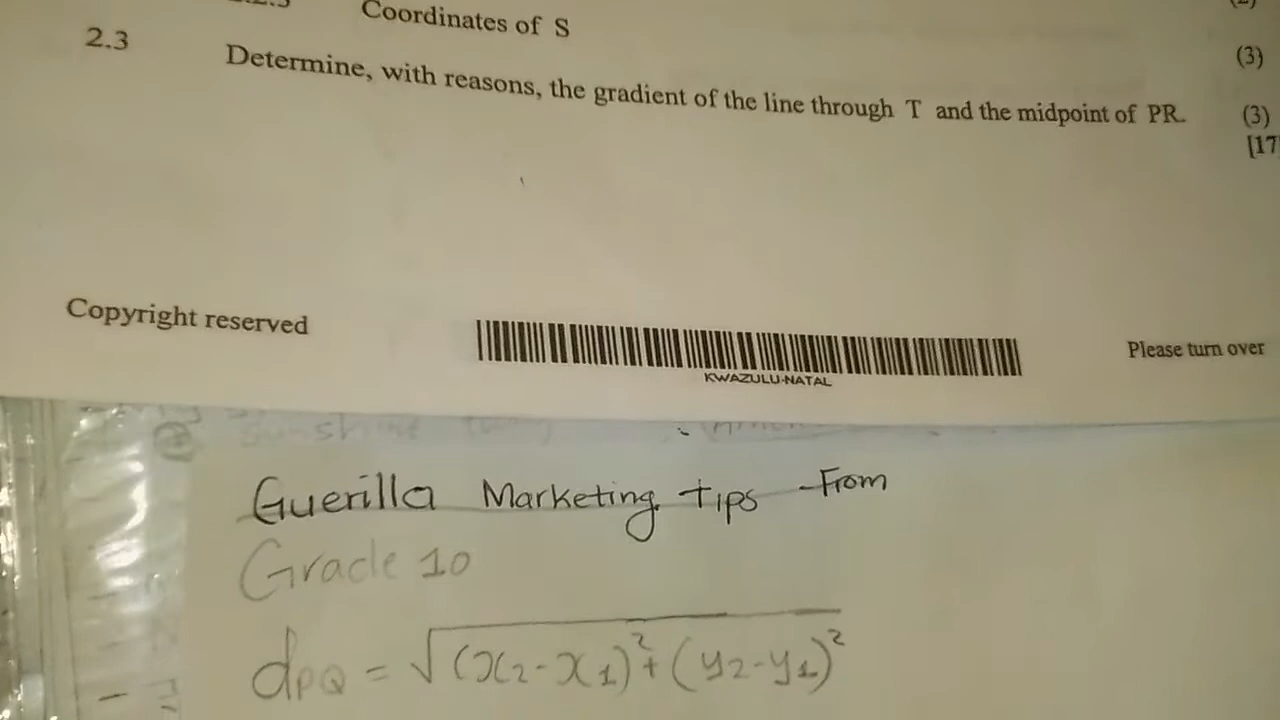 Coordinates of S
(3)
2.3 Determine, with reasons, the gradient of the line through T and the midpoint of PR. (3)
[17
Copyright reserved
KWAZULU-NATAL
Please turn over
Guerilla Marketing tips From
Grade 10
dPQ = √(x2-x1)²+(y2-y1)²